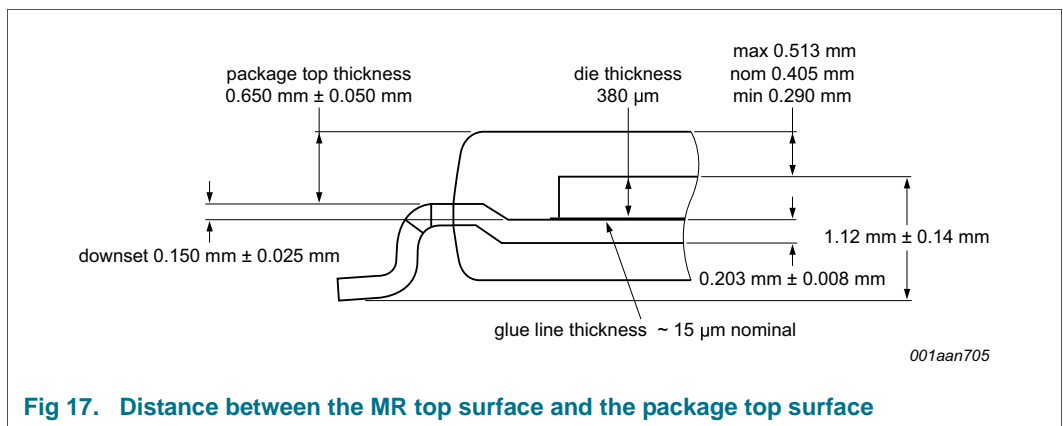 package top thickness
0.650 mm ± 0.050 mm
die thickness
380 μm
max 0.513 mm
nom 0.405 mm
min 0.290 mm
downset 0.150 mm ± 0.025 mm
1.12 mm ± 0.14 mm
0.203 mm ± 0.008 mm
glue line thickness ~ 15 μm nominal
001aan705
Fig 17. Distance between the MR top surface and the package top surface